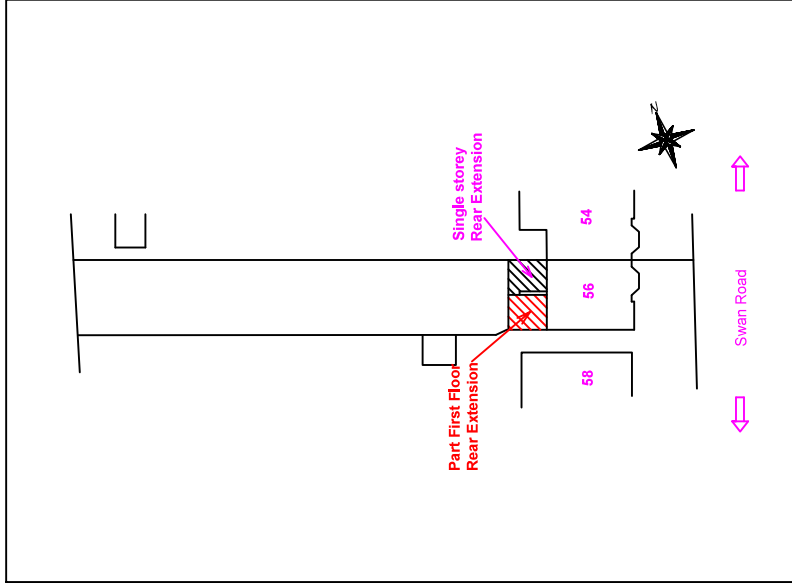 N
Single storey
Rear Extension
54
56
58
Part First Floor
Rear Extension
Swan Road